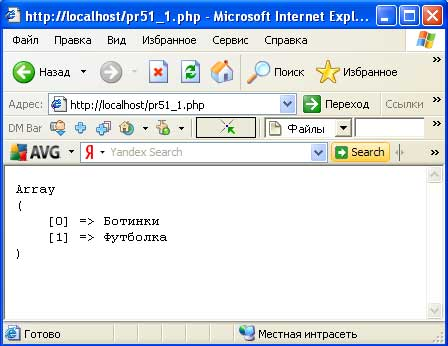 http://localhost/pr51_1.php - Microsoft Internet Expl...
Файл Правка Вид Избранное Сервис Справка
Назад Поиск Избранное
Адрес: http://localhost/pr51_1.php Переход Ссылки
DM Bar Файлы
AVG Я Yandex Search Search
Array
(
[0] => Ботинки
[1] => Футболка
)
Готово Местная интрасеть